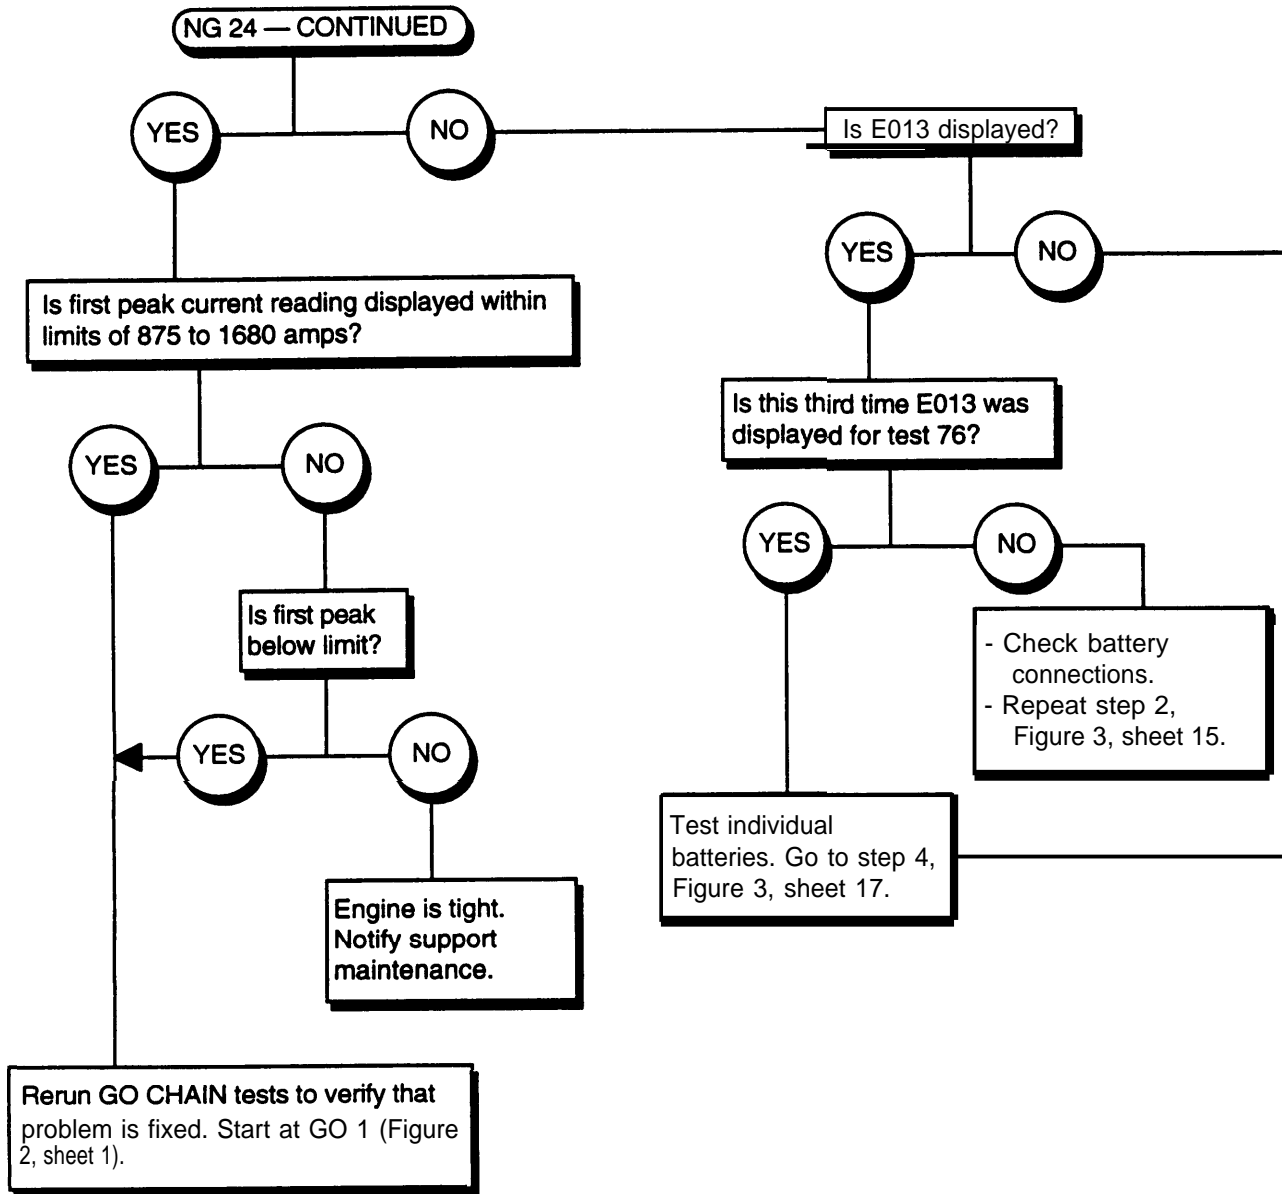 NG 24 — CONTINUED
YES
NO
Is E013 displayed?
YES
NO
Is first peak current reading displayed within
limits of 875 to 1680 amps?
Is this third time E013 was
displayed for test 76?
YES
NO
YES
NO
Is first peak
below limit?
- Check battery
connections.
- Repeat step 2,
Figure 3, sheet 15.
YES
NO
Test individual
batteries. Go to step 4,
Figure 3, sheet 17.
Engine is tight.
Notify support
maintenance.
Rerun GO CHAIN tests to verify that
problem is fixed. Start at GO 1 (Figure
2, sheet 1).